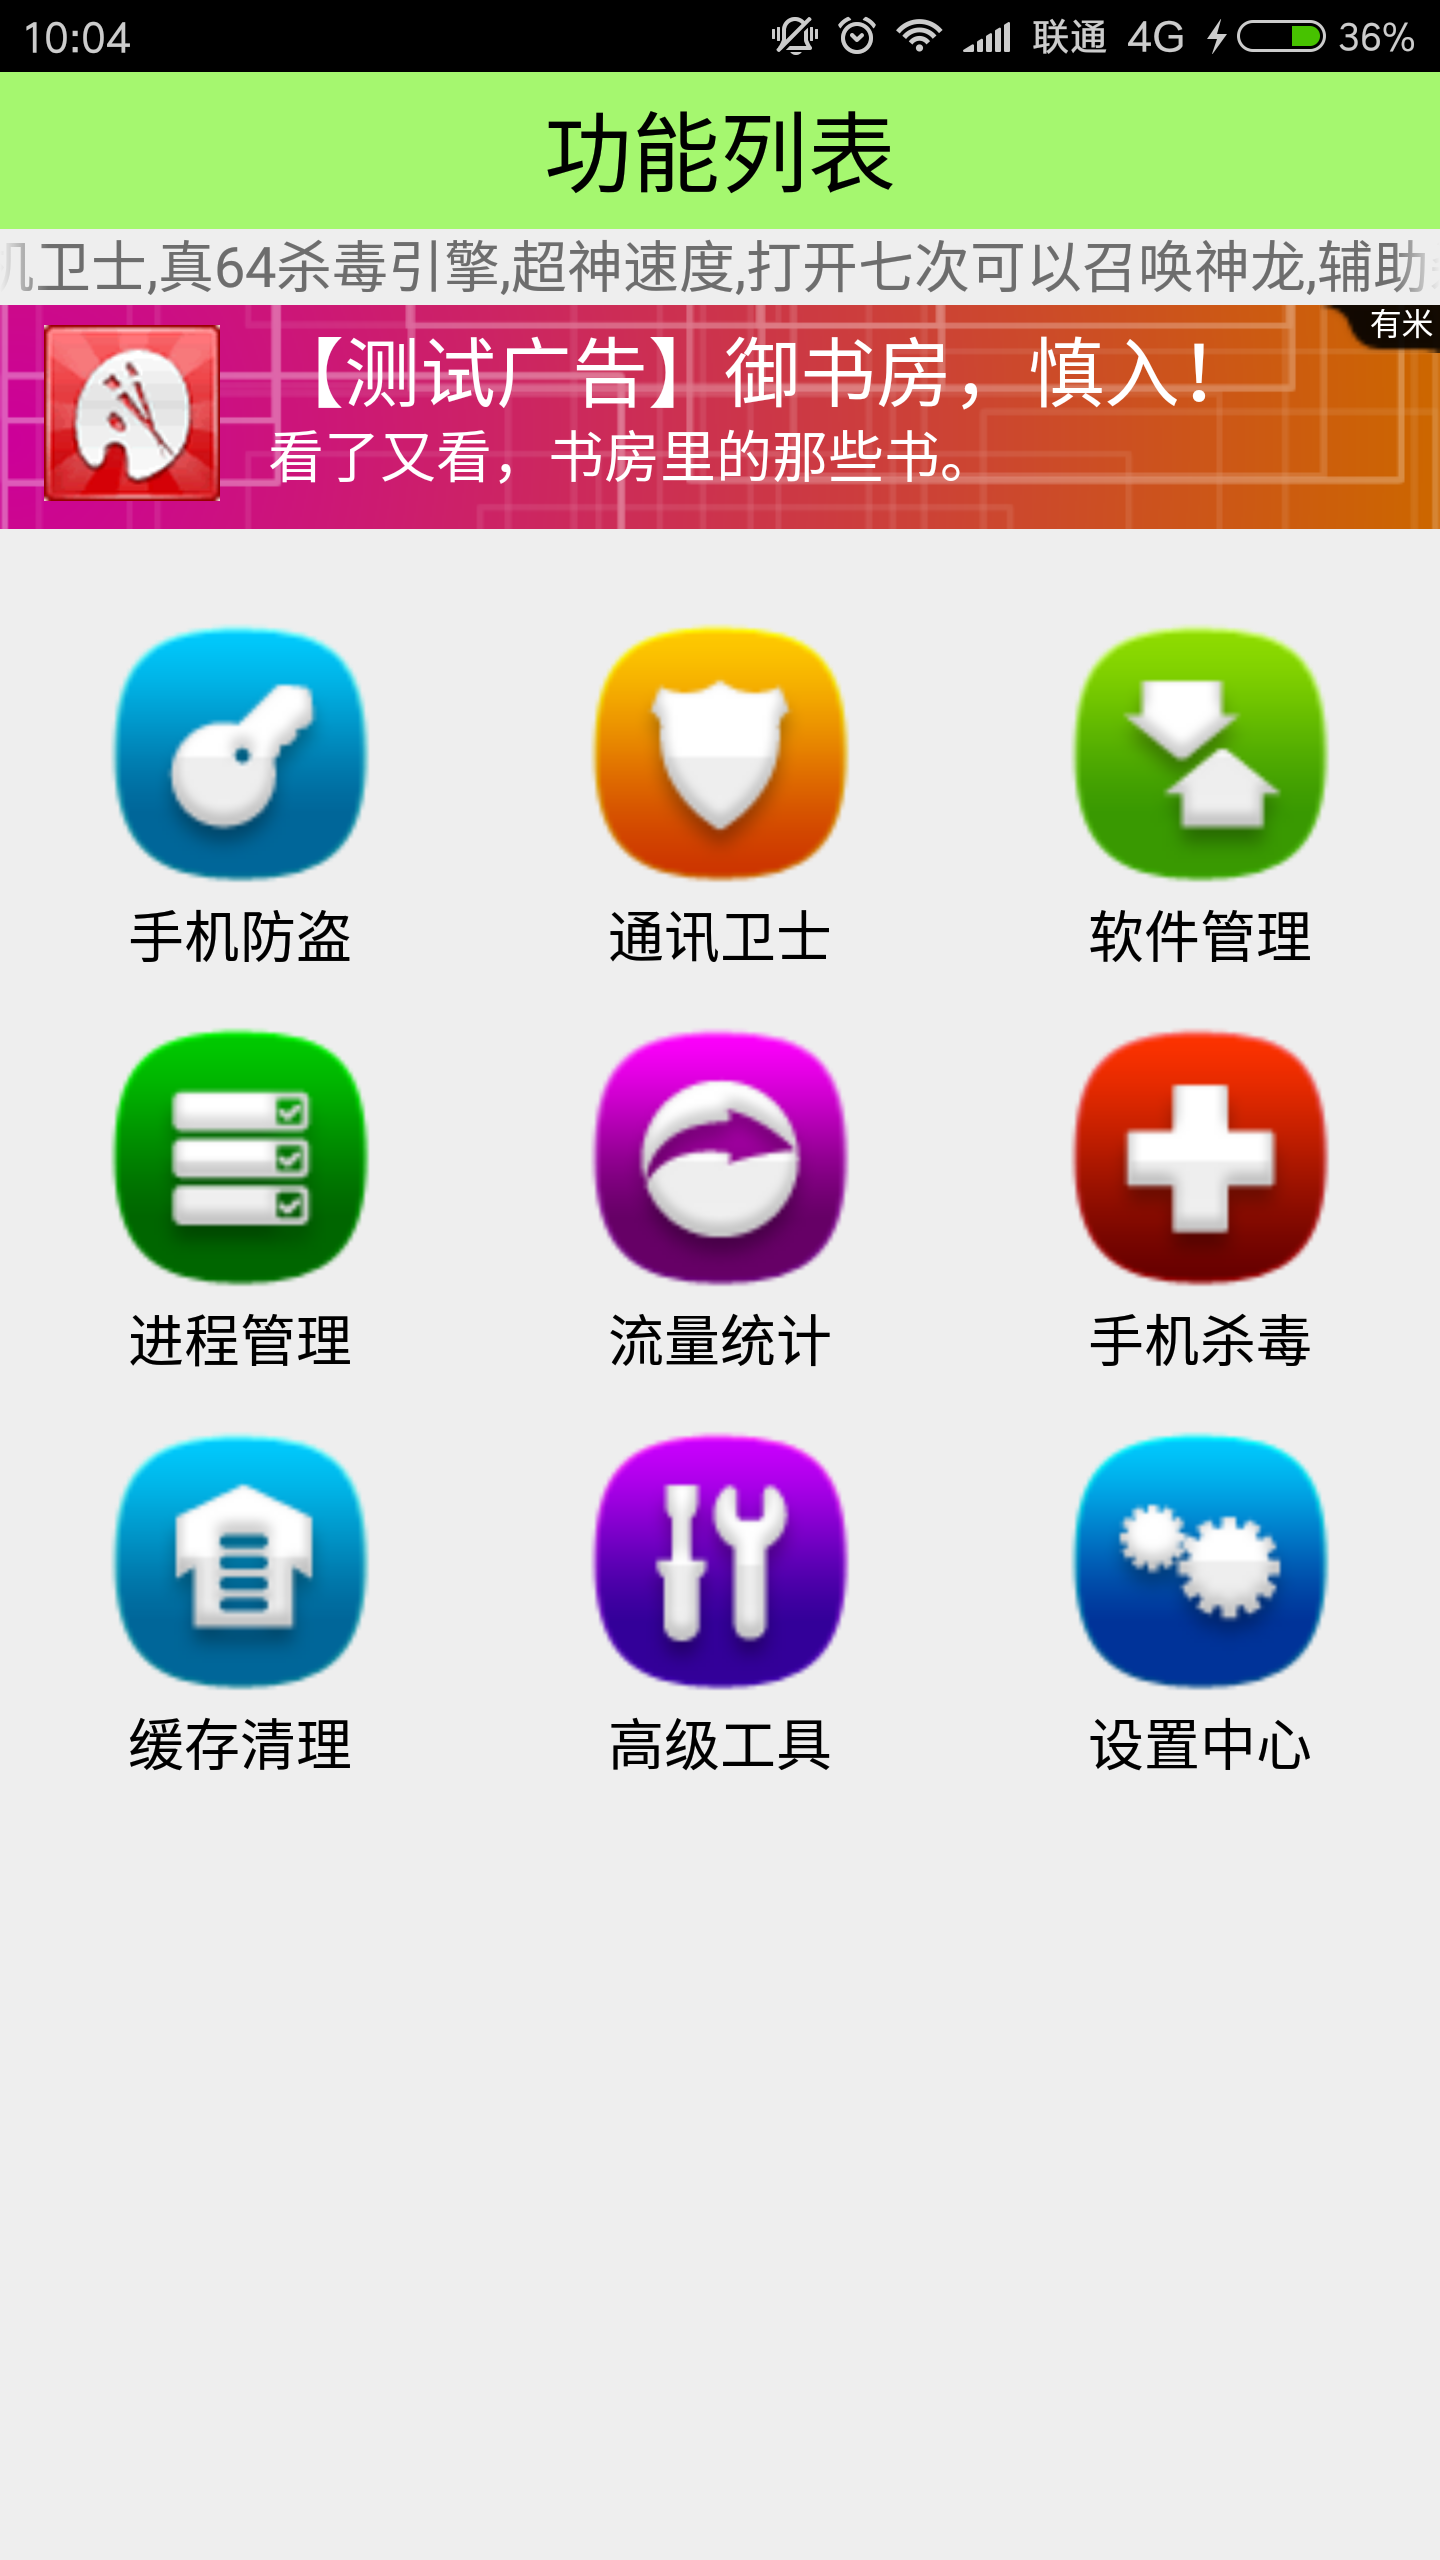 10:04 联通 4G 36%
功能列表
机卫士,真64杀毒引擎,超神速度,打开七次可以召唤神龙,辅助
有米
【测试广告】御书房，慎入！
看了又看，书房里的那些书。
手机防盗 通讯卫士 软件管理
进程管理 流量统计 手机杀毒
缓存清理 高级工具 设置中心